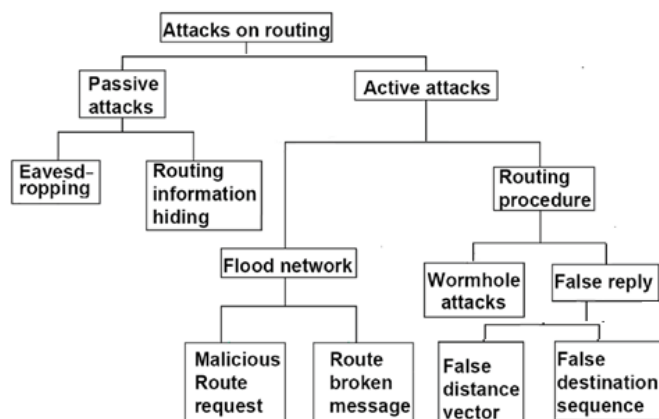 Attacks on routing
Passive
attacks
Active attacks
Eavesd-
ropping
Routing
information
hiding
Routing
procedure
Flood network
Wormhole
attacks
False reply
Malicious
Route
request
Route
broken
message
False
distance
vector
False
destination
sequence